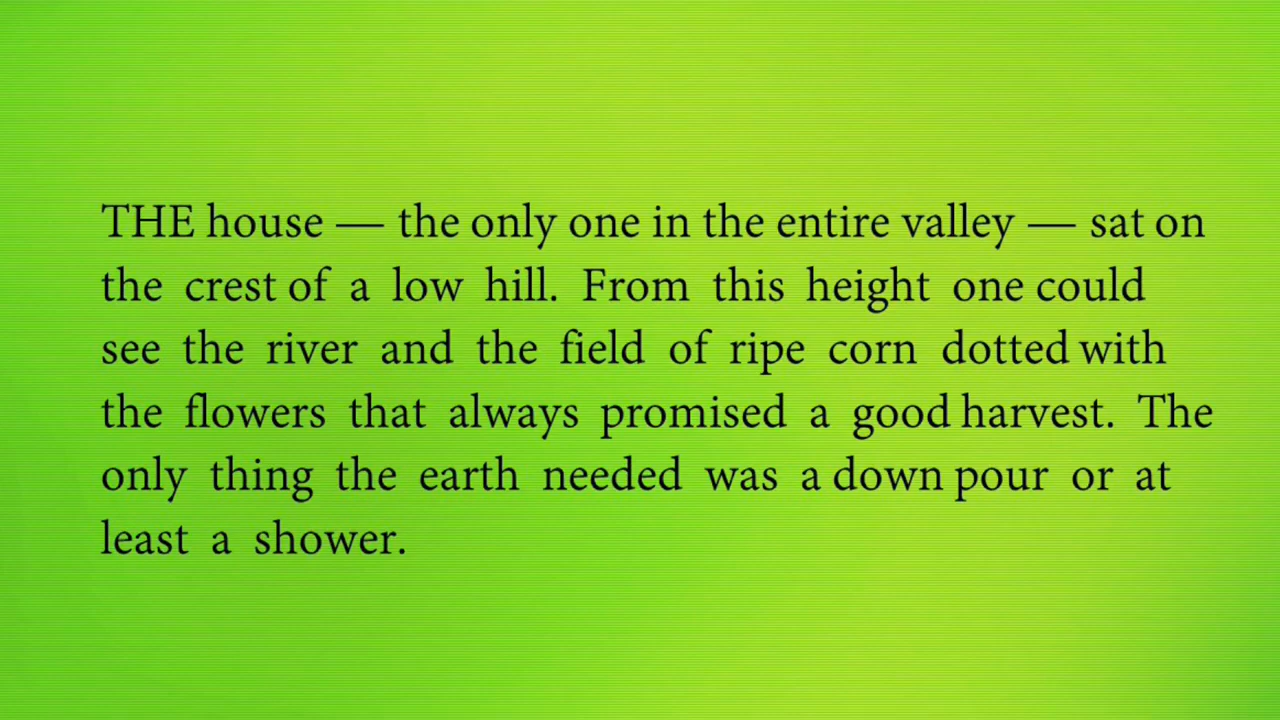 THE house — the only one in the entire valley — sat on
the crest of a low hill. From this height one could
see the river and the field of ripe corn dotted with
the flowers that always promised a good harvest. The
only thing the earth needed was a down pour or at
least a shower.